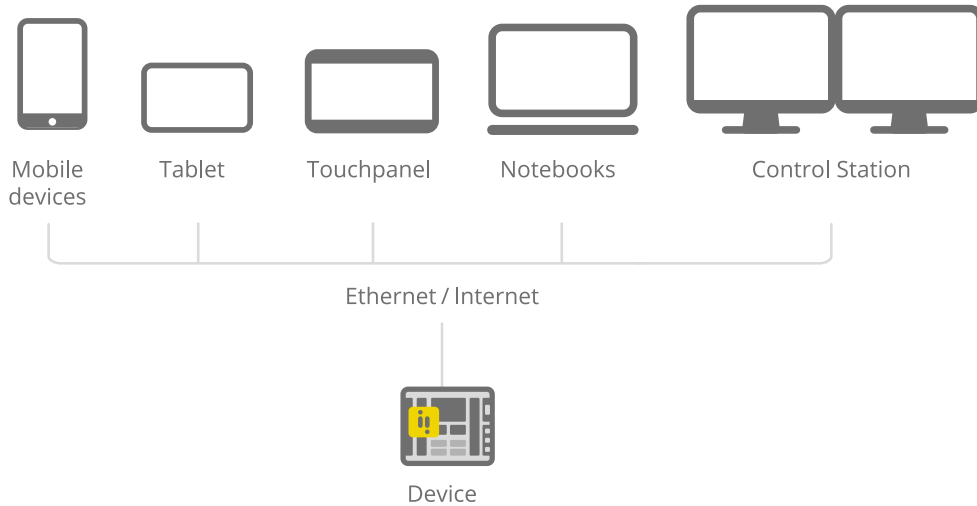 Mobile
devices
Tablet
Touchpanel
Notebooks
Control Station
Ethernet / Internet
Device